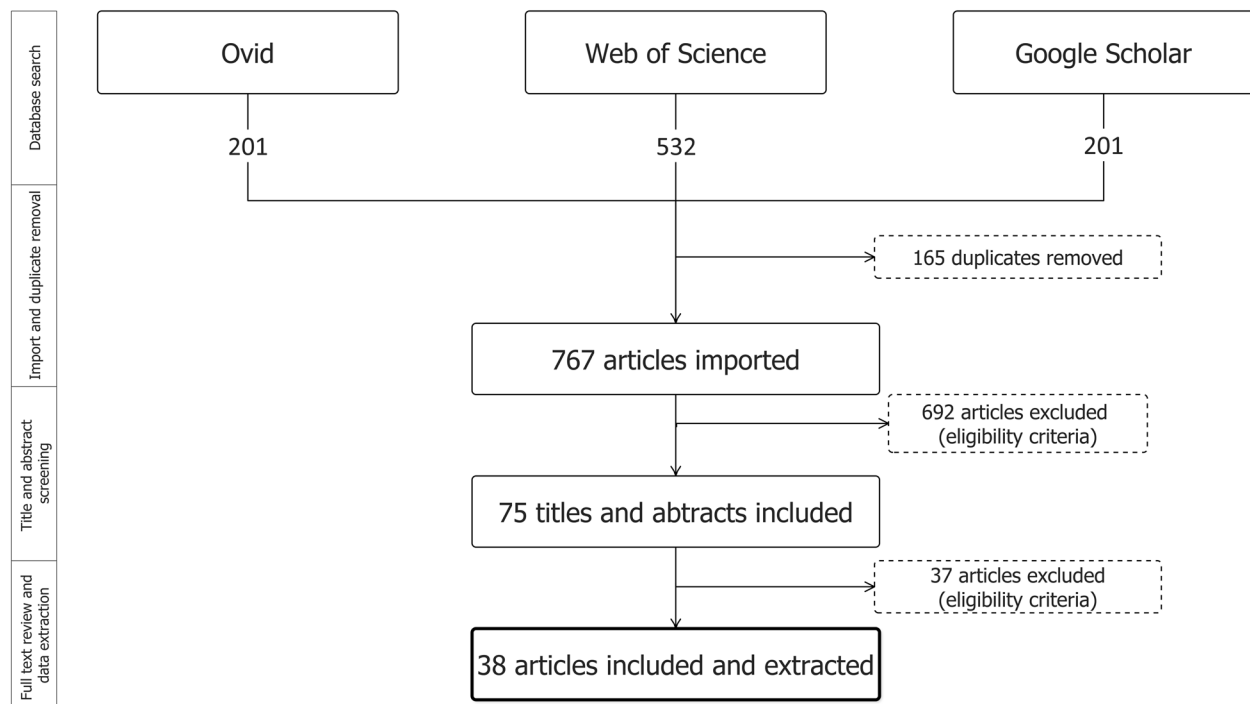 Database search
Ovid
Web of Science
Google Scholar
201
532
201
Import and duplicate removal
165 duplicates removed
767 articles imported
Title and abstract
screening
692 articles excluded
(eligibility criteria)
75 titles and abtracts included
Full text review and
data extraction
37 articles excluded
(eligibility criteria)
38 articles included and extracted